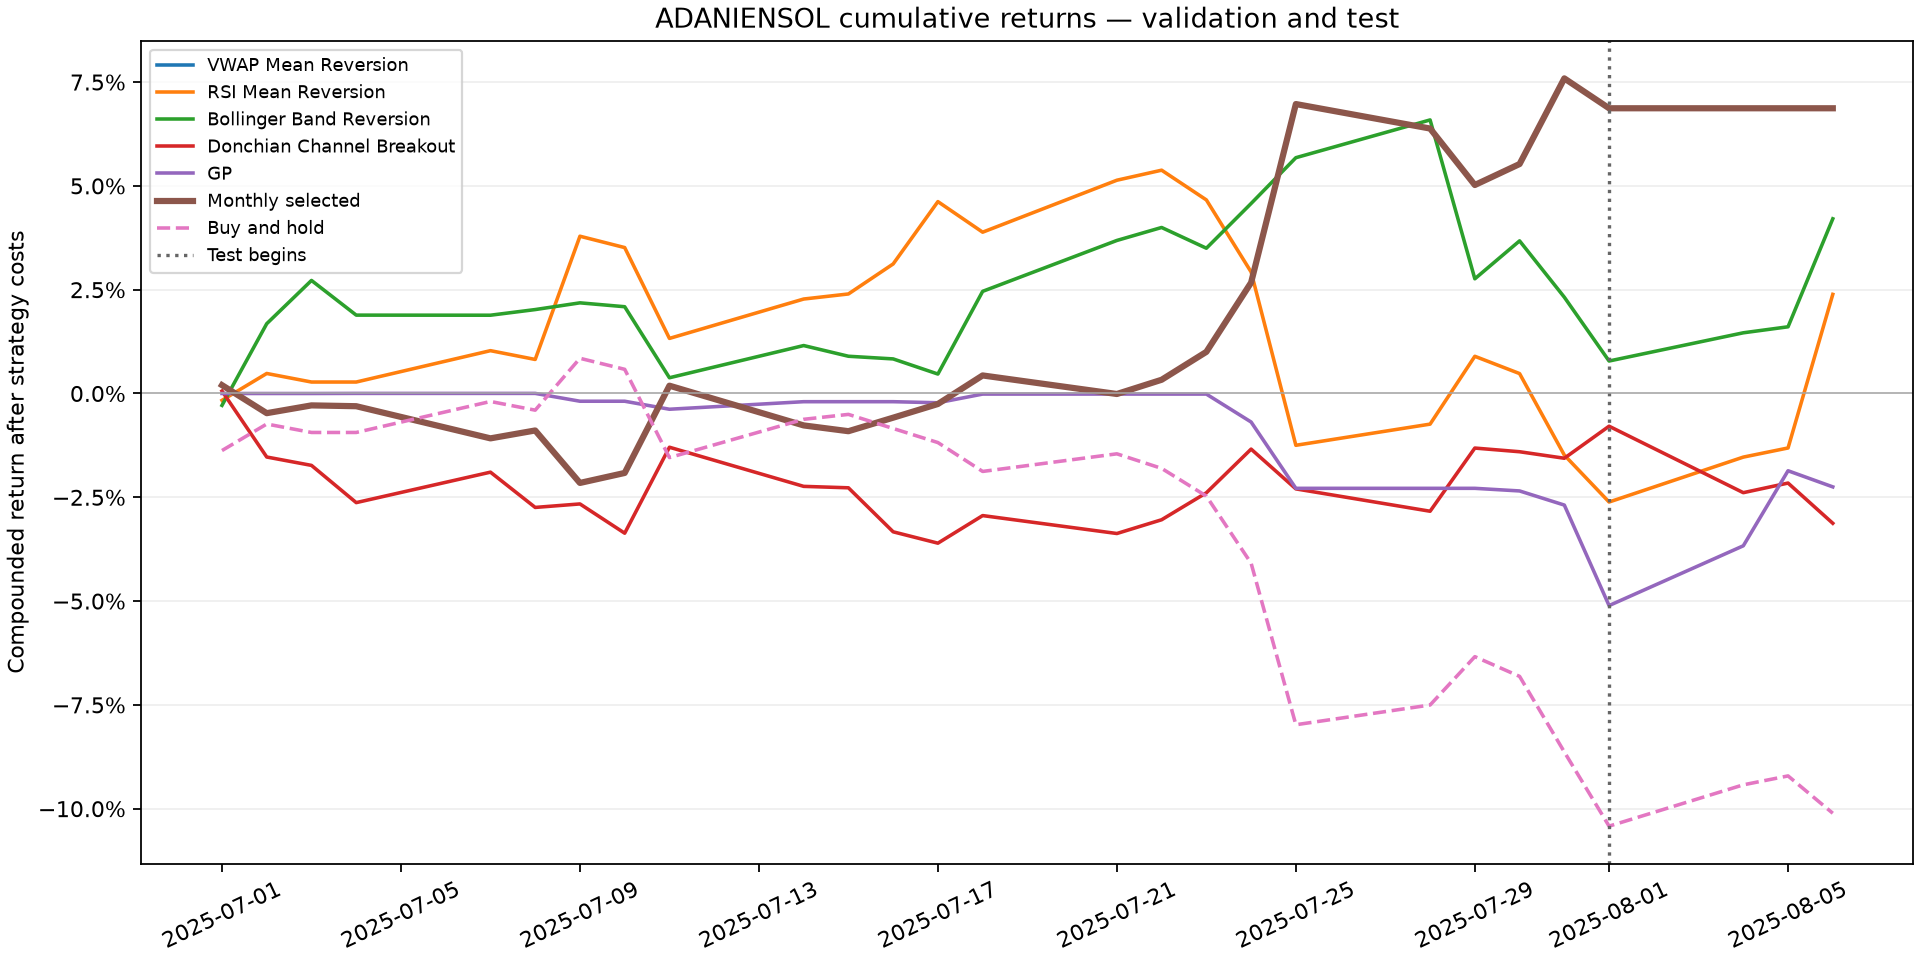 ADANIENSOL cumulative returns — validation and test
VWAP Mean Reversion
RSI Mean Reversion
Bollinger Band Reversion
Donchian Channel Breakout
GP
Monthly selected
Buy and hold
Test begins
Compounded return after strategy costs
7.5%
5.0%
2.5%
0.0%
−2.5%
−5.0%
−7.5%
−10.0%
2025-07-01
2025-07-05
2025-07-09
2025-07-13
2025-07-17
2025-07-21
2025-07-25
2025-07-29
2025-08-01
2025-08-05